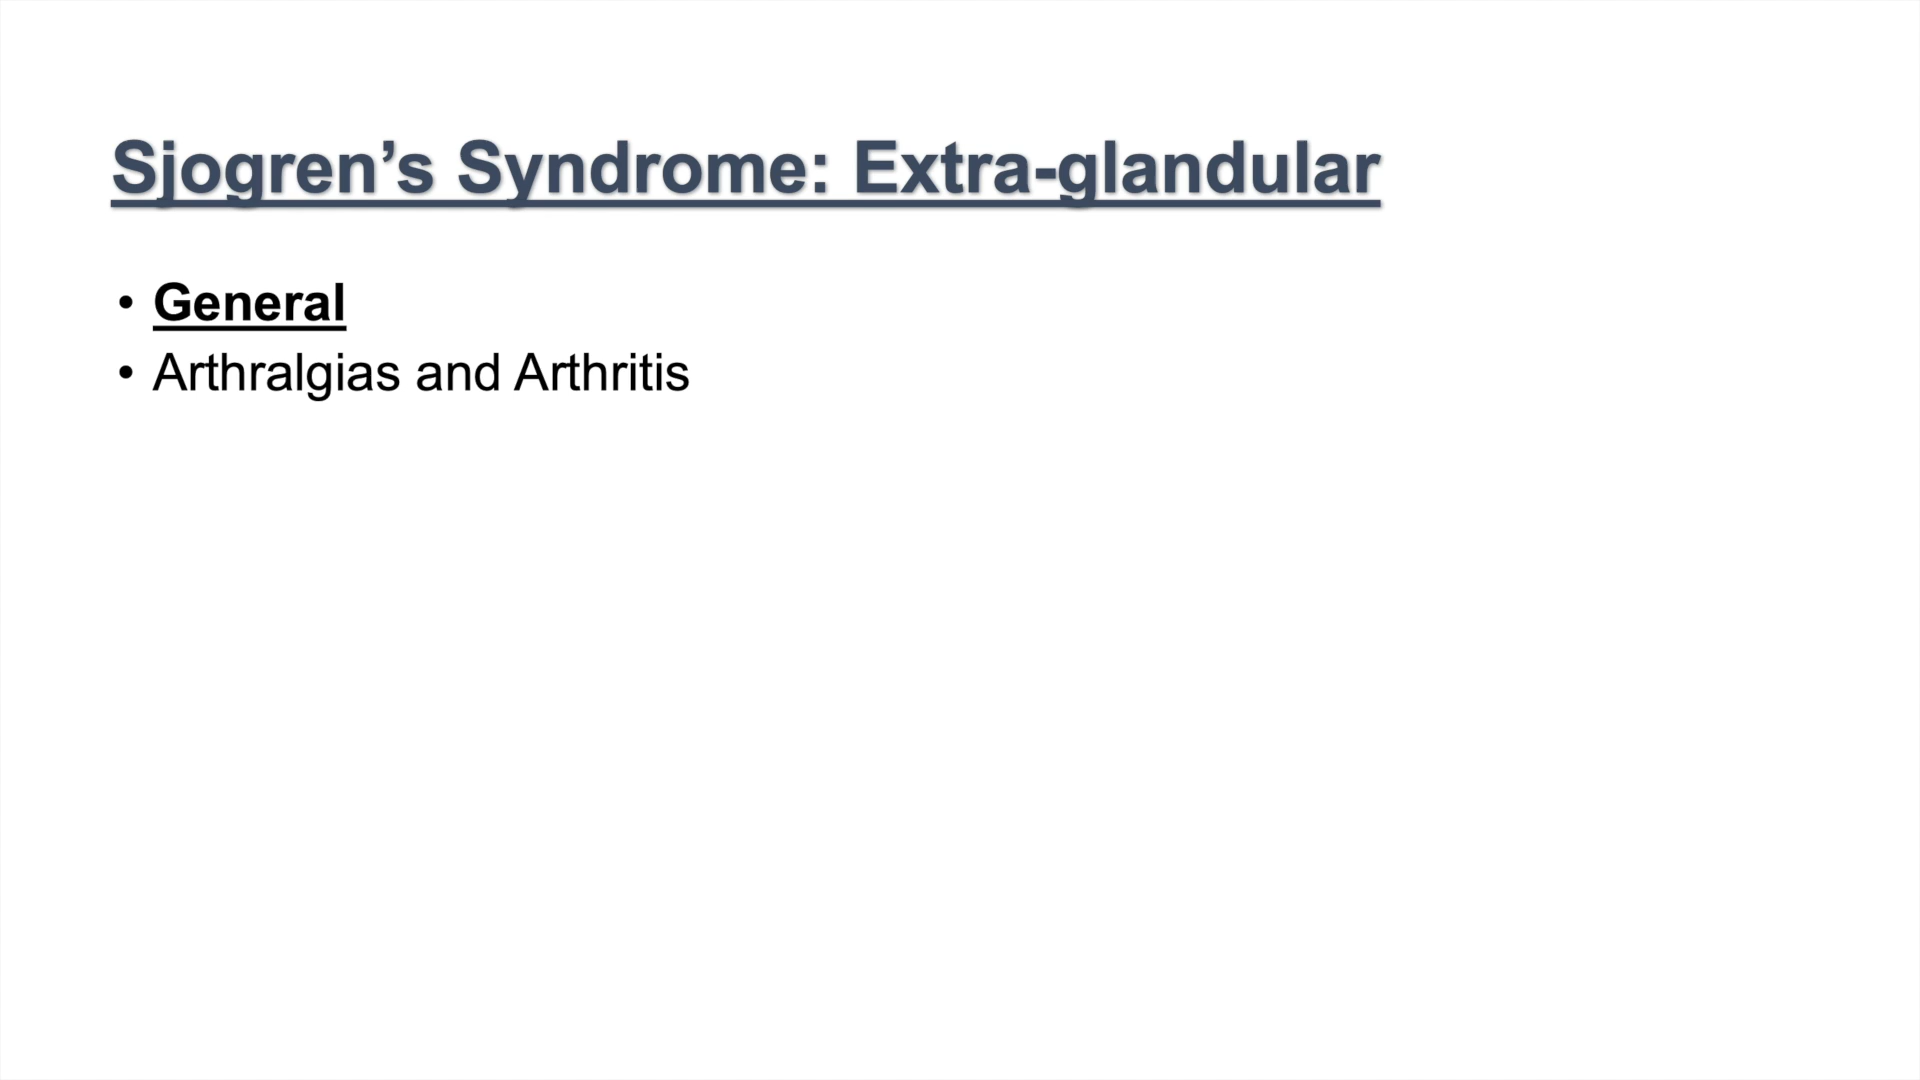 Sjogren’s Syndrome: Extra-glandular
• General
• Arthralgias and Arthritis